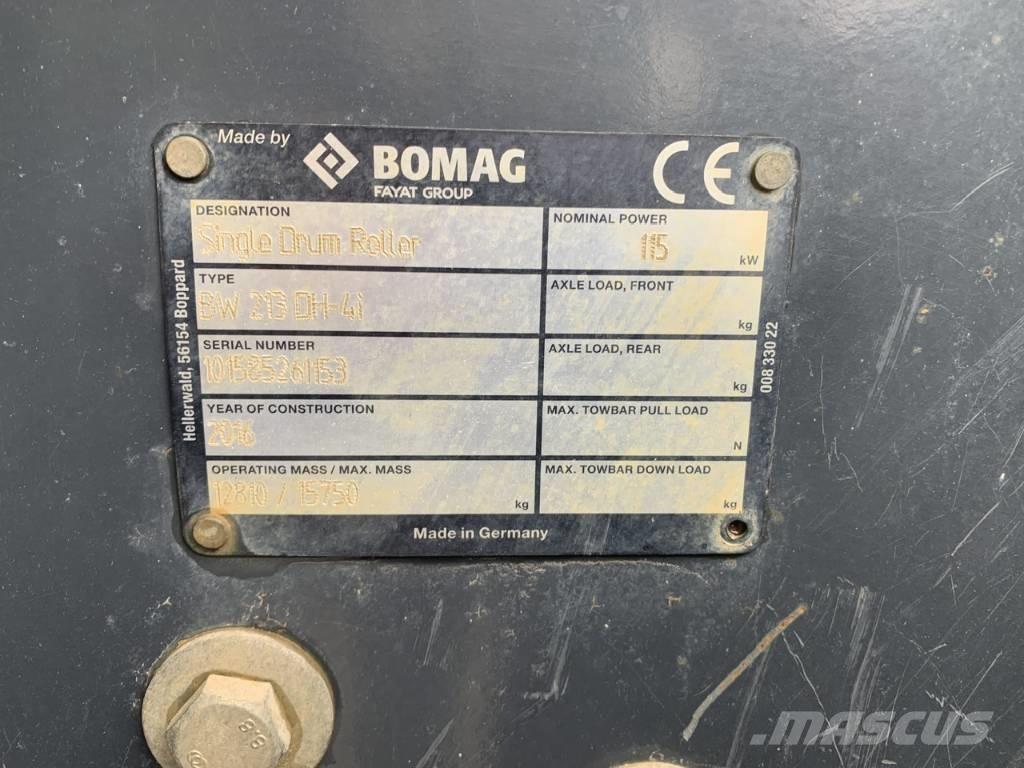 Made by
BOMAG
FAYAT GROUP
CE
DESIGNATION
Single Drum Roller
NOMINAL POWER
115
kW
TYPE
BW 213 DH-4i
AXLE LOAD, FRONT
kg
SERIAL NUMBER
101585261153
AXLE LOAD, REAR
kg
YEAR OF CONSTRUCTION
2016
MAX. TOWBAR PULL LOAD
N
OPERATING MASS / MAX. MASS
12810 / 15750
kg
MAX. TOWBAR DOWN LOAD
kg
Made in Germany
Hellerwald, 56154 Boppard
008 330 22
8.8
MASCUS